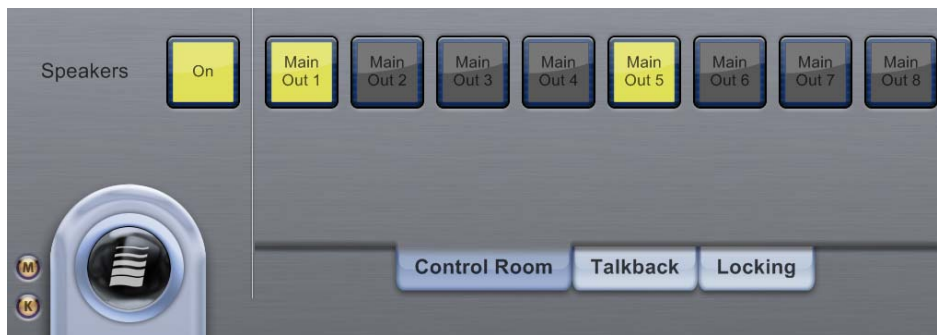 Speakers
On
Main
Out 1
Main
Out 2
Main
Out 3
Main
Out 4
Main
Out 5
Main
Out 6
Main
Out 7
Main
Out 8
Control Room
Talkback
Locking
M
K